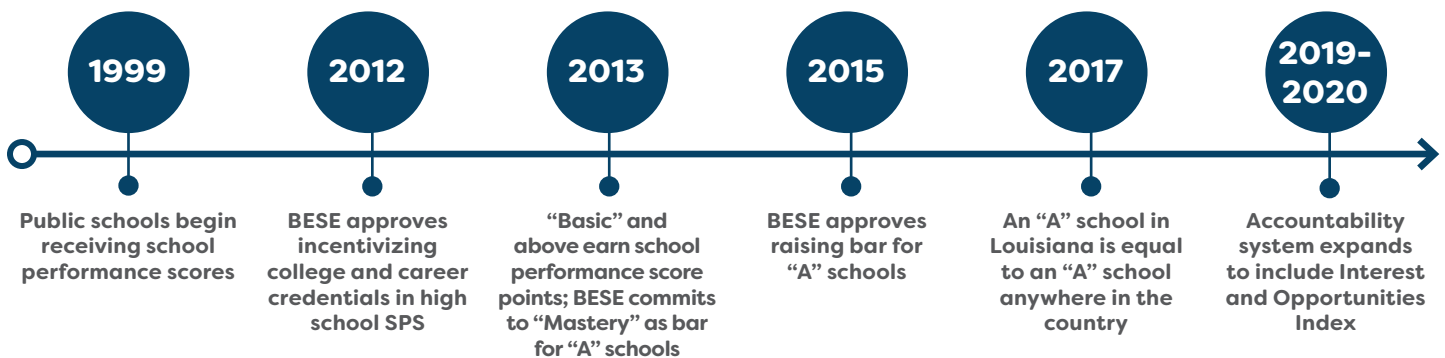 1999
Public schools begin
receiving school
performance scores
2012
BESE approves
incentivizing
college and career
credentials in high
school SPS
2013
“Basic” and
above earn school
performance score
points; BESE commits
to “Mastery” as bar
for “A” schools
2015
BESE approves
raising bar for
“A” schools
2017
An “A” school in
Louisiana is equal
to an “A” school
anywhere in the
country
2019-
2020
Accountability
system expands
to include Interest
and Opportunities
Index